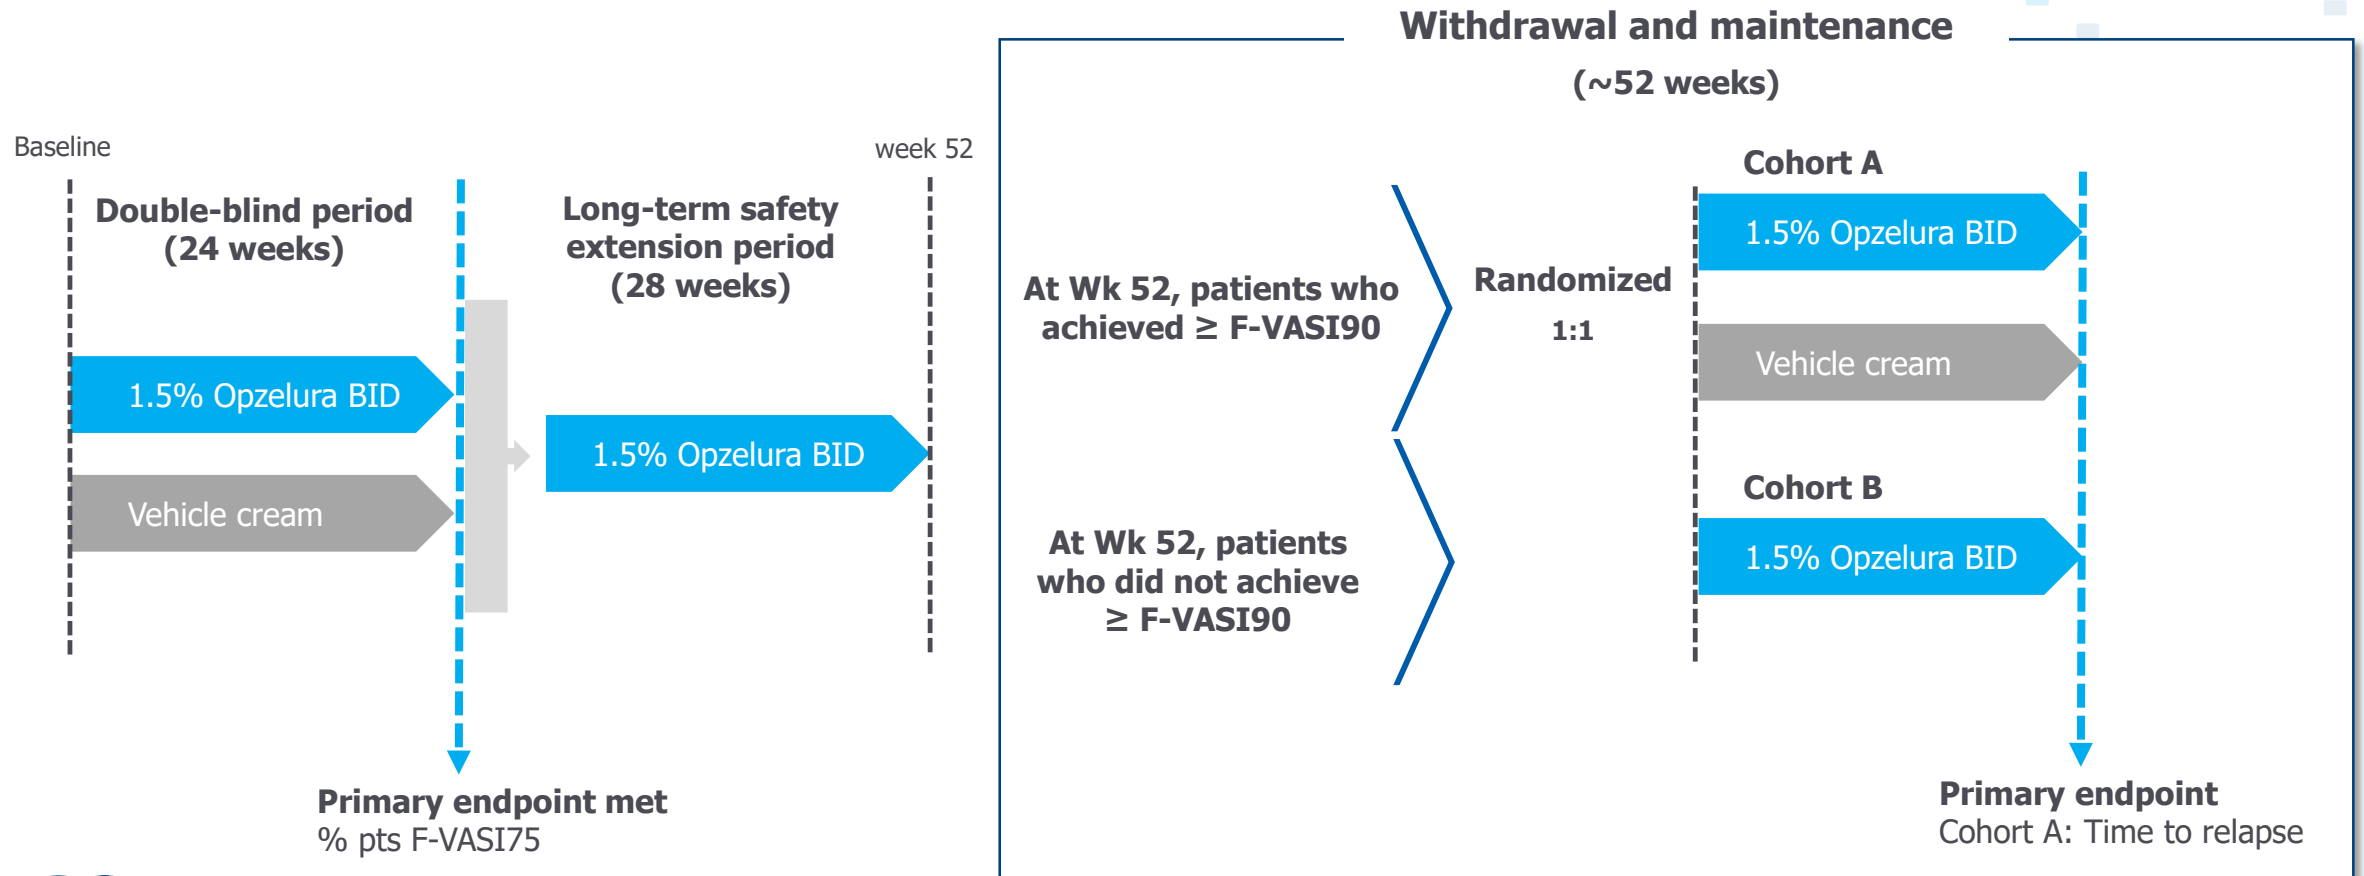 Baseline
week 52
Double-blind period
(24 weeks)
Long-term safety
extension period
(28 weeks)
1.5% Opzelura BID
Vehicle cream
1.5% Opzelura BID
Primary endpoint met
% pts F-VASI75
Withdrawal and maintenance
(~52 weeks)
At Wk 52, patients who
achieved ≥ F-VASI90
At Wk 52, patients
who did not achieve
≥ F-VASI90
Randomized
1:1
Cohort A
1.5% Opzelura BID
Vehicle cream
Cohort B
1.5% Opzelura BID
Primary endpoint
Cohort A: Time to relapse